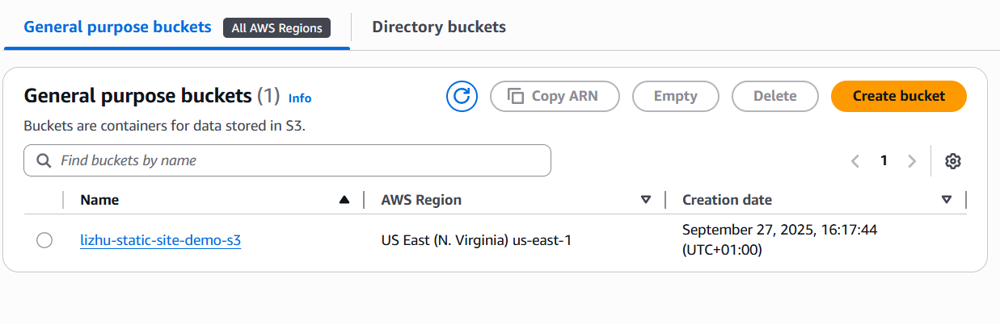 General purpose buckets All AWS Regions Directory buckets
General purpose buckets (1) Info
Copy ARN Empty Delete Create bucket
Buckets are containers for data stored in S3.
Find buckets by name
1
Name AWS Region Creation date
lizhu-static-site-demo-s3 US East (N. Virginia) us-east-1 September 27, 2025, 16:17:44
(UTC+01:00)